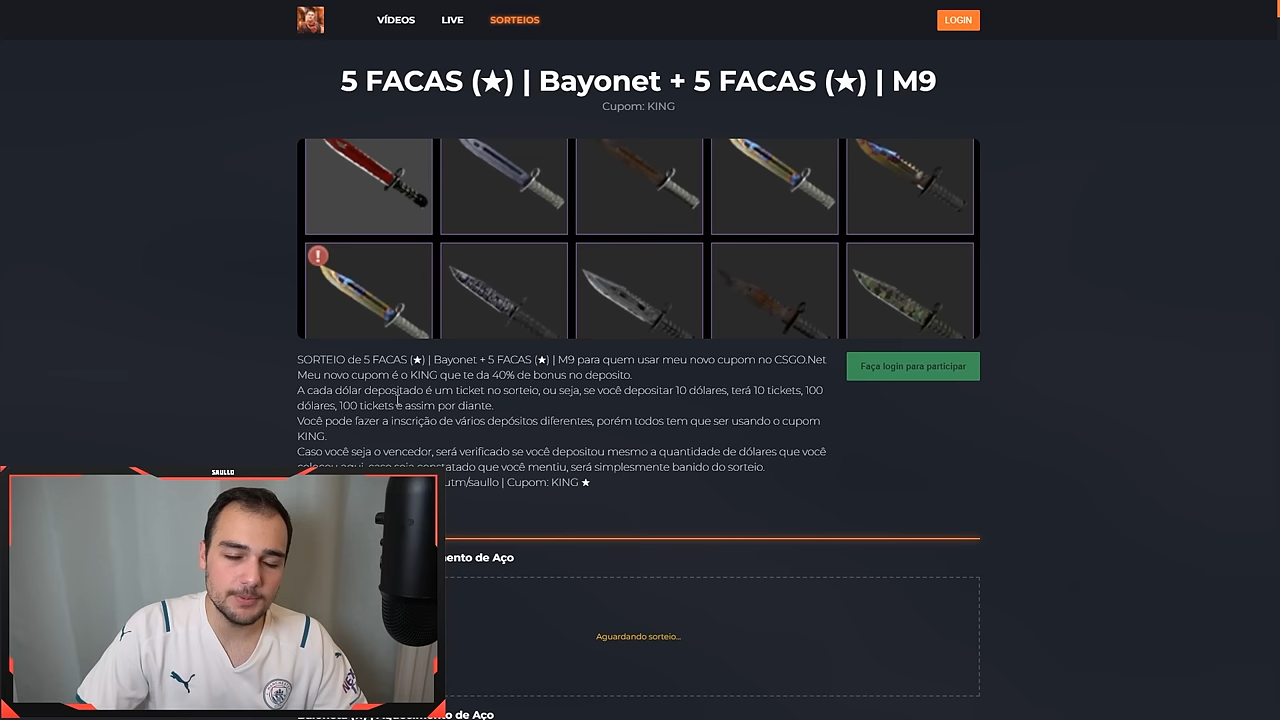 VÍDEOS LIVE SORTEIOS LOGIN
5 FACAS (★) | Bayonet + 5 FACAS (★) | M9
Cupom: KING
SORTEIO de 5 FACAS (★) | Bayonet + 5 FACAS (★) | M9 para quem usar meu novo cupom no CSGO.Net
Faça login para participar
Meu novo cupom é o KING que te da 40% de bonus no deposito.
A cada dólar depositado é um ticket no sorteio, ou seja, se você depositar 10 dólares, terá 10 tickets, 100
dólares, 100 tickets e assim por diante.
Você pode fazer a inscrição de vários depósitos diferentes, porém todos tem que ser usando o cupom
KING.
Caso você seja o vencedor, será verificado se você depositou mesmo a quantidade de dólares que você
colocou aqui, caso seja constatado que você mentiu, será simplesmente banido do sorteio.
utm/saullo | Cupom: KING ★
SAULLO
mento de Aço
Aguardando sorteio...
Baioneta (★) | Aquecimento de Aço